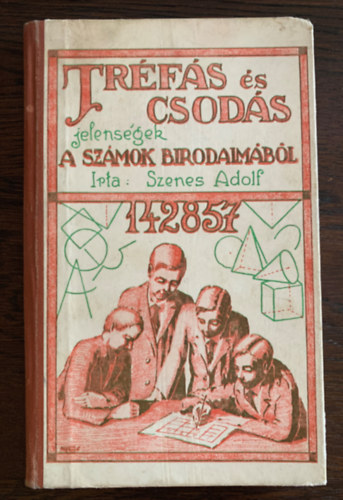 TRÉFÁS és
CSODÁS
jelenségek
A SZÁMOK BIRODALMÁBÓL
Irta: Szenes Adolf
142857